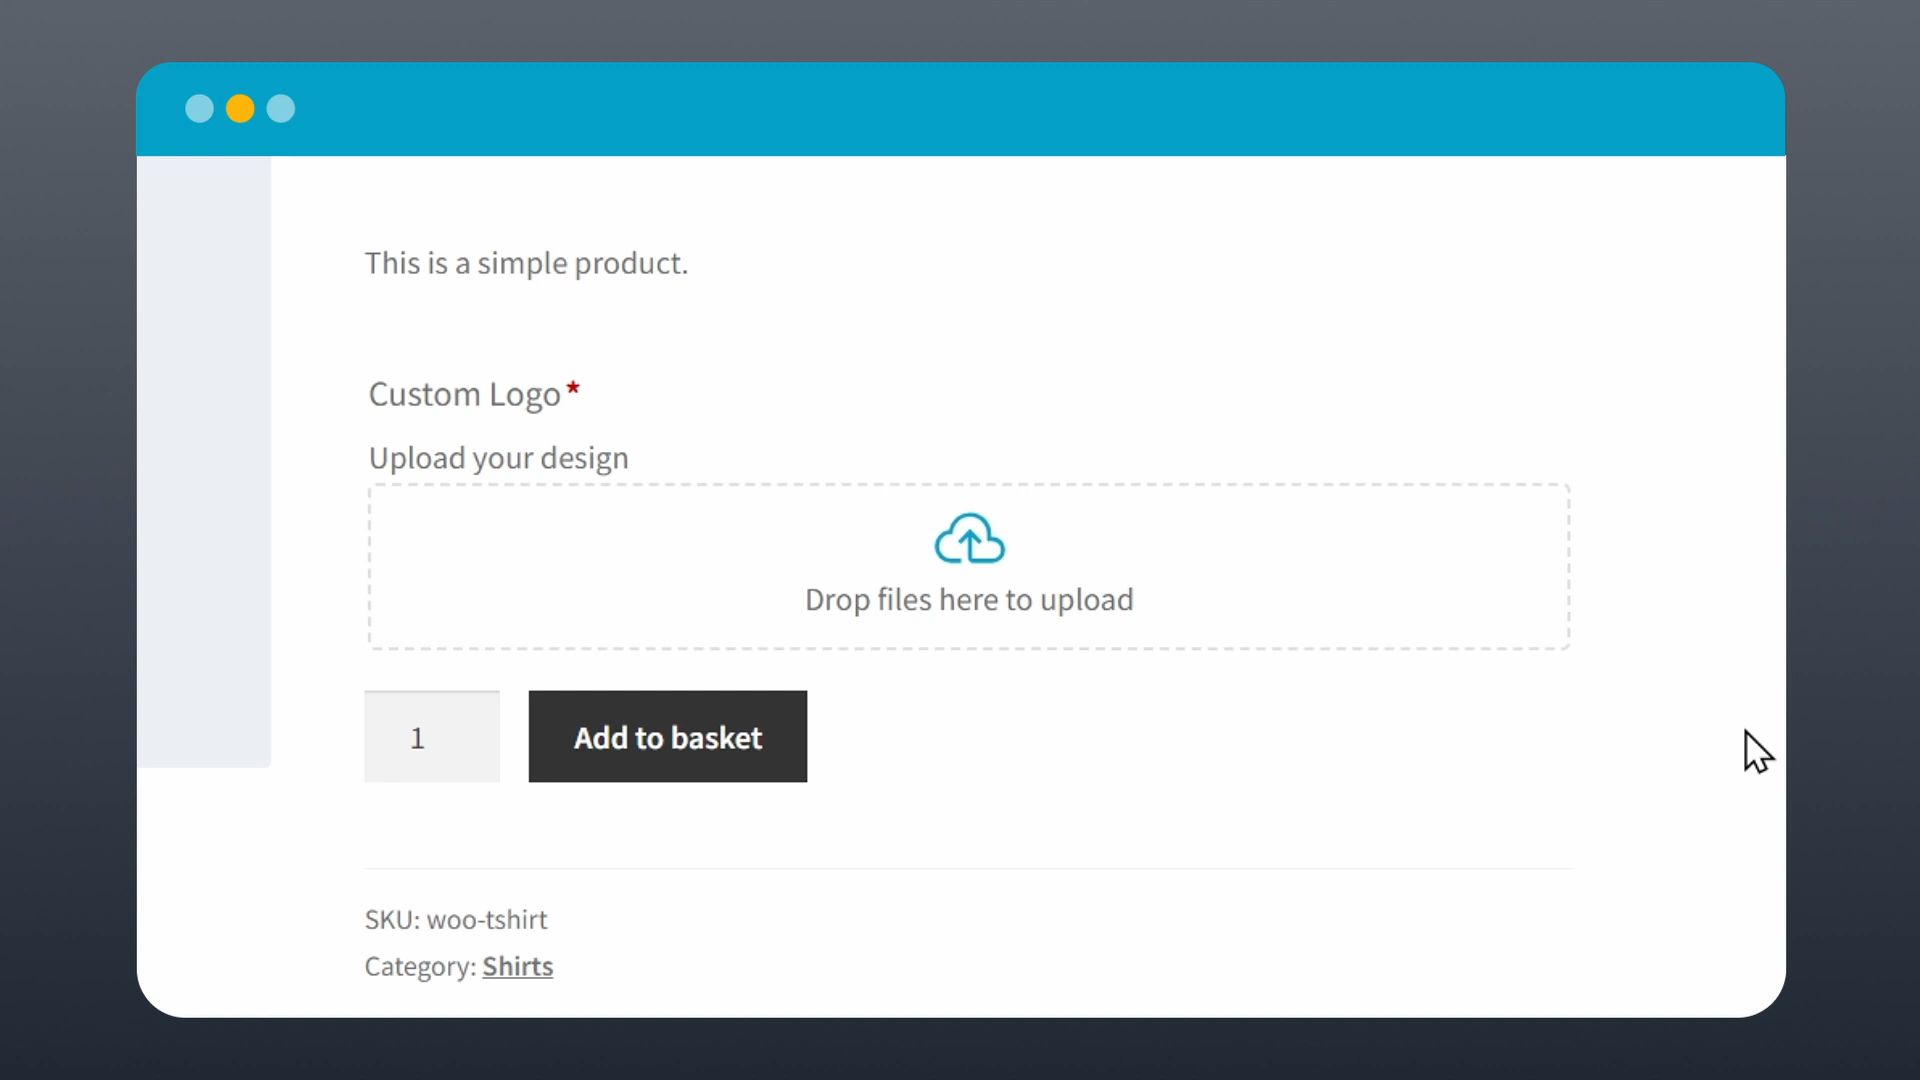 This is a simple product.
Custom Logo*
Upload your design
Drop files here to upload
1
Add to basket
SKU: woo-tshirt
Category: Shirts